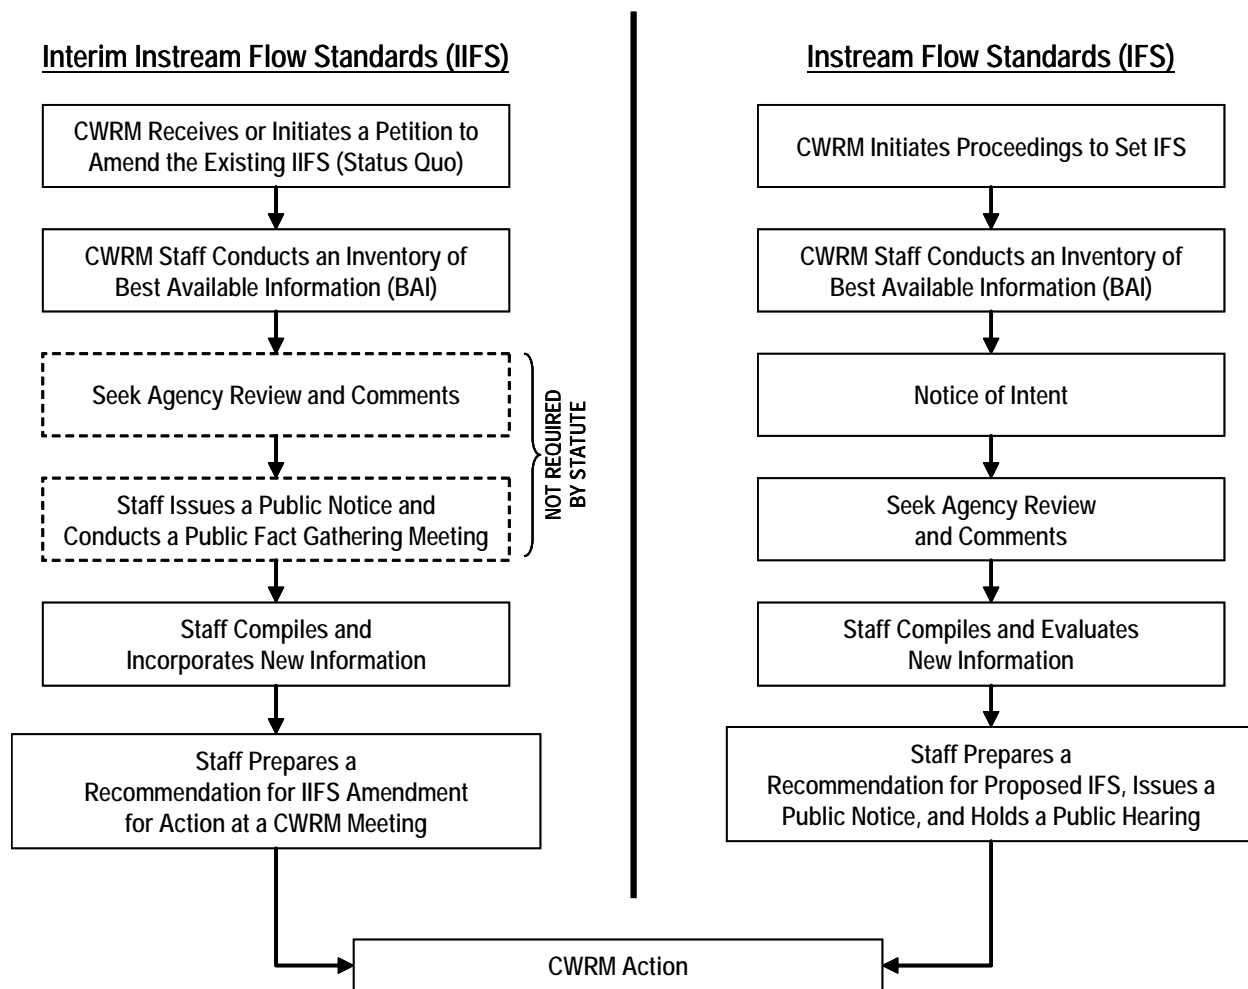 Interim Instream Flow Standards (IIFS)
CWRM Receives or Initiates a Petition to
Amend the Existing IIFS (Status Quo)
CWRM Staff Conducts an Inventory of
Best Available Information (BAI)
Seek Agency Review and Comments
Staff Issues a Public Notice and
Conducts a Public Fact Gathering Meeting
NOT REQUIRED
BY STATUTE
Staff Compiles and
Incorporates New Information
Staff Prepares a
Recommendation for IIFS Amendment
for Action at a CWRM Meeting
Instream Flow Standards (IFS)
CWRM Initiates Proceedings to Set IFS
CWRM Staff Conducts an Inventory of
Best Available Information (BAI)
Notice of Intent
Seek Agency Review
and Comments
Staff Compiles and Evaluates
New Information
Staff Prepares a
Recommendation for Proposed IFS, Issues a
Public Notice, and Holds a Public Hearing
CWRM Action